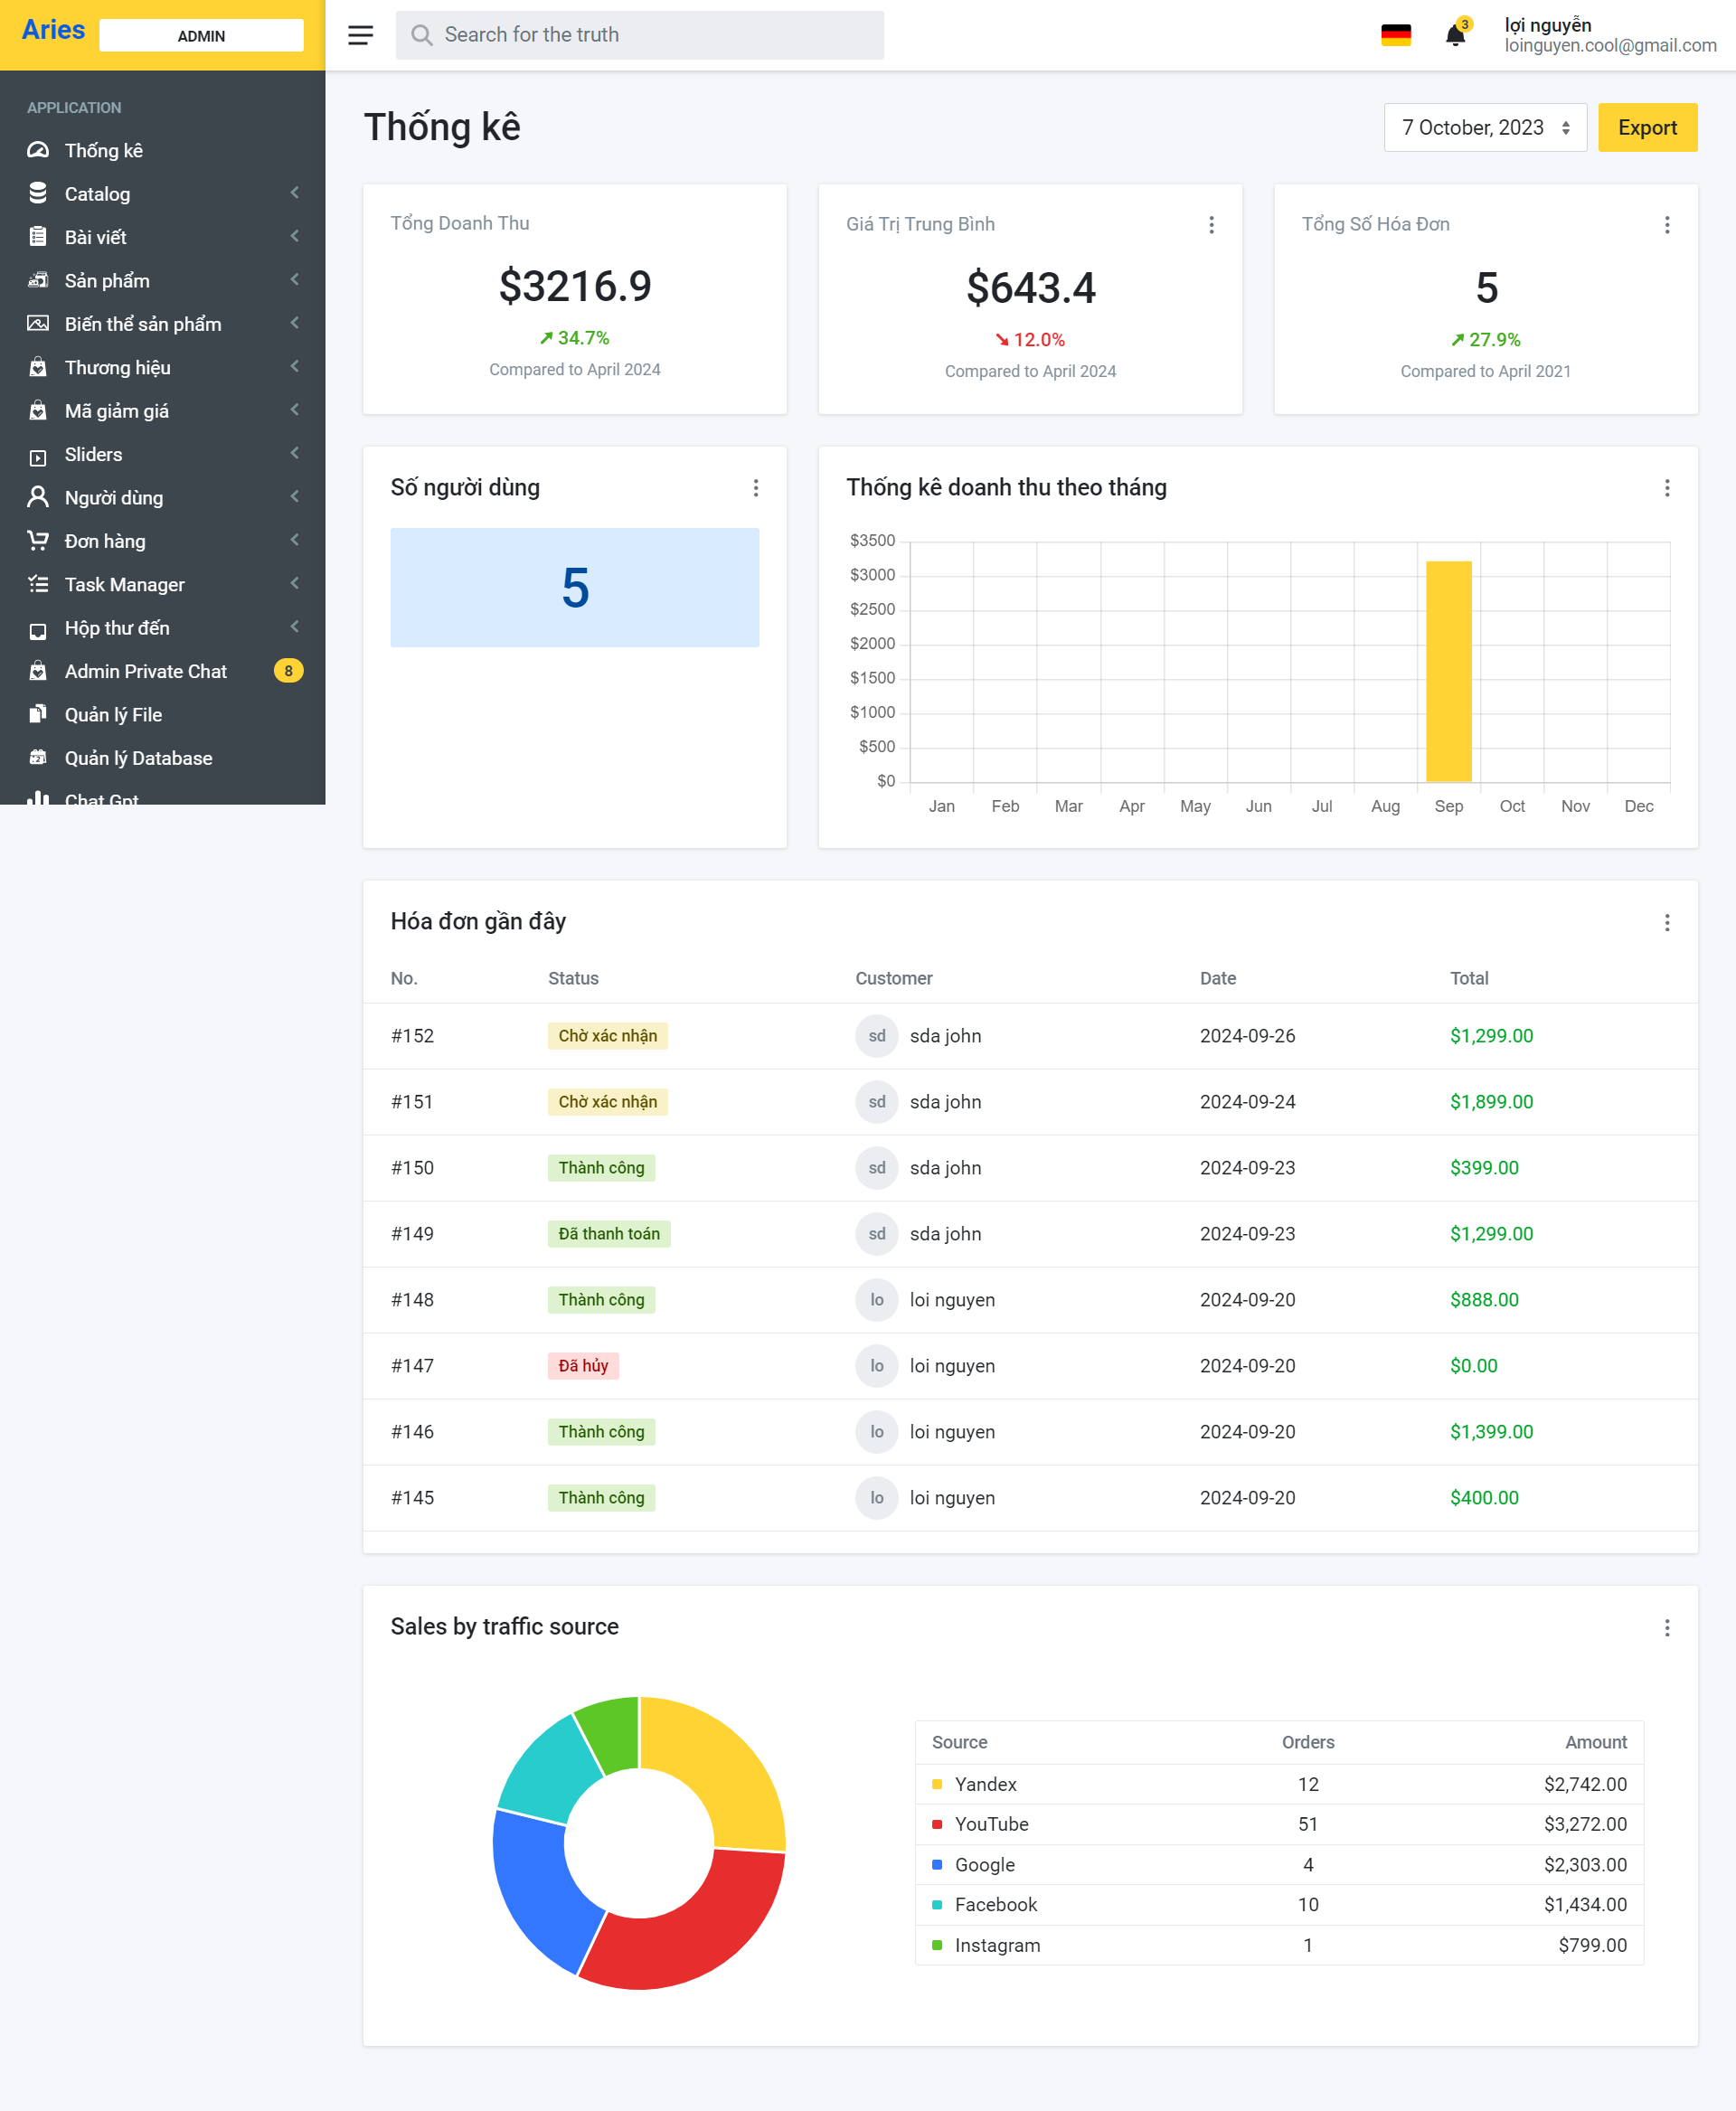 Aries
ADMIN
Search for the truth
3
lợi nguyễn
loinguyen.cool@gmail.com
APPLICATION
Thống kê
Catalog
Bài viết
Sản phẩm
Biến thể sản phẩm
Thương hiệu
Mã giảm giá
Sliders
Người dùng
Đơn hàng
Task Manager
Hộp thư đến
Admin Private Chat 8
Quản lý File
Quản lý Database
Chat Gpt
Thống kê
7 October, 2023
Export
Tổng Doanh Thu
$3216.9
34.7%
Compared to April 2024
Giá Trị Trung Bình
$643.4
12.0%
Compared to April 2024
Tổng Số Hóa Đơn
5
27.9%
Compared to April 2021
Số người dùng
5
Thống kê doanh thu theo tháng
$3500
$3000
$2500
$2000
$1500
$1000
$500
$0
Jan Feb Mar Apr May Jun Jul Aug Sep Oct Nov Dec
Hóa đơn gần đây
No. Status Customer Date Total
#152 Chờ xác nhận sd sda john 2024-09-26 $1,299.00
#151 Chờ xác nhận sd sda john 2024-09-24 $1,899.00
#150 Thành công sd sda john 2024-09-23 $399.00
#149 Đã thanh toán sd sda john 2024-09-23 $1,299.00
#148 Thành công lo loi nguyen 2024-09-20 $888.00
#147 Đã hủy lo loi nguyen 2024-09-20 $0.00
#146 Thành công lo loi nguyen 2024-09-20 $1,399.00
#145 Thành công lo loi nguyen 2024-09-20 $400.00
Sales by traffic source
Source Orders Amount
Yandex 12 $2,742.00
YouTube 51 $3,272.00
Google 4 $2,303.00
Facebook 10 $1,434.00
Instagram 1 $799.00